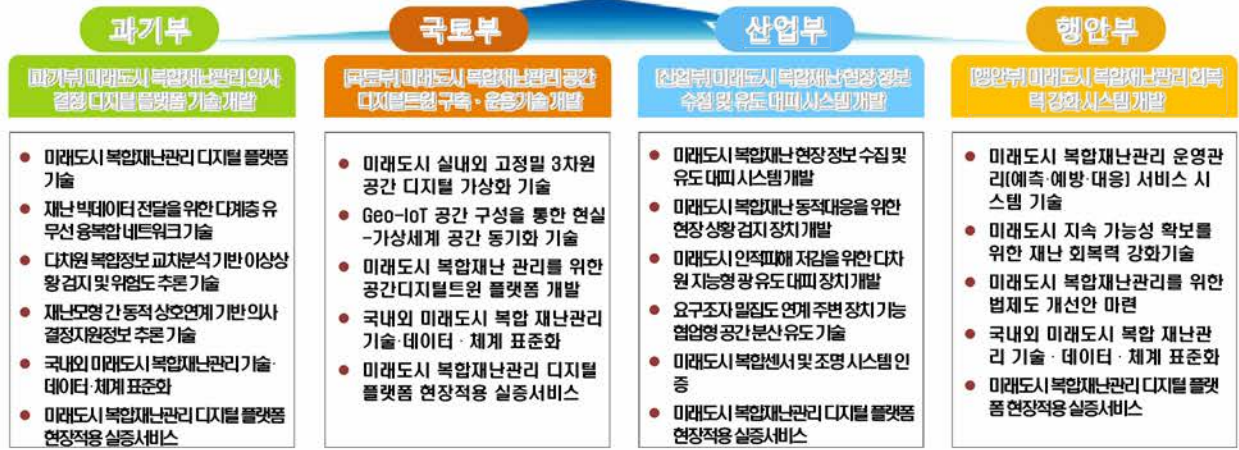 과기부
[과기부] 미래도시 복합재난관리 의사
결정 디지털 플랫폼 기술 개발
미래도시 복합재난관리 디지털 플랫폼
기술
재난 빅데이터 전달을 위한 다계층 유
무선 융복합 네트워크 기술
다차원 복합정보 교차분석 기반 이상상
황 검지 및 위험도 추론 기술
재난모형 간 동적 상호연계 기반 의사
결정지원정보 추론 기술
국내외 미래도시 복합재난관리 기술·
데이터·체계 표준화
미래도시 복합재난관리 디지털 플랫폼
현장적용 실증서비스
국토부
[국토부] 미래도시 복합재난관리 공간
디지털트윈 구축·운용기술 개발
미래도시 실내외 고정밀 3차원
공간 디지털 가상화 기술
Geo-IoT 공간 구성을 통한 현실
-가상세계 공간 동기화 기술
미래도시 복합재난 관리를 위한
공간디지털트윈 플랫폼 개발
국내외 미래도시 복합 재난관리
기술·데이터 · 체계 표준화
미래도시 복합재난관리 디지털
플랫폼 현장적용 실증서비스
산업부
[산업부] 미래도시 복합재난 현장 정보
수집 및 유도 대피 시스템 개발
미래도시 복합재난 현장 정보 수집 및
유도 대피 시스템 개발
미래도시 복합재난 동적대응을 위한
현장 상황 검지 장치 개발
미래도시 인적피해 저감을 위한 다차
원 지능형 광 유도 대피 장치 개발
요구조자 밀집도 연계 주변 장치 기능
협업형 공간 분산 유도 기술
미래도시 복합센서 및 조명 시스템 인
증
미래도시 복합재난관리 디지털 플랫폼
현장적용 실증서비스
행안부
[행안부] 미래도시 복합재난관리 회복
력 강화 시스템 개발
미래도시 복합재난관리 운영관
리[예측·예방·대응] 서비스 시
스템 기술
미래도시 지속 가능성 확보를
위한 재난 회복력 강화기술
미래도시 복합재난관리를 위한
법제도 개선안 마련
국내외 미래도시 복합 재난관
리 기술 · 데이터 · 체계 표준화
미래도시 복합재난관리 디지털 플랫
폼 현장적용 실증서비스